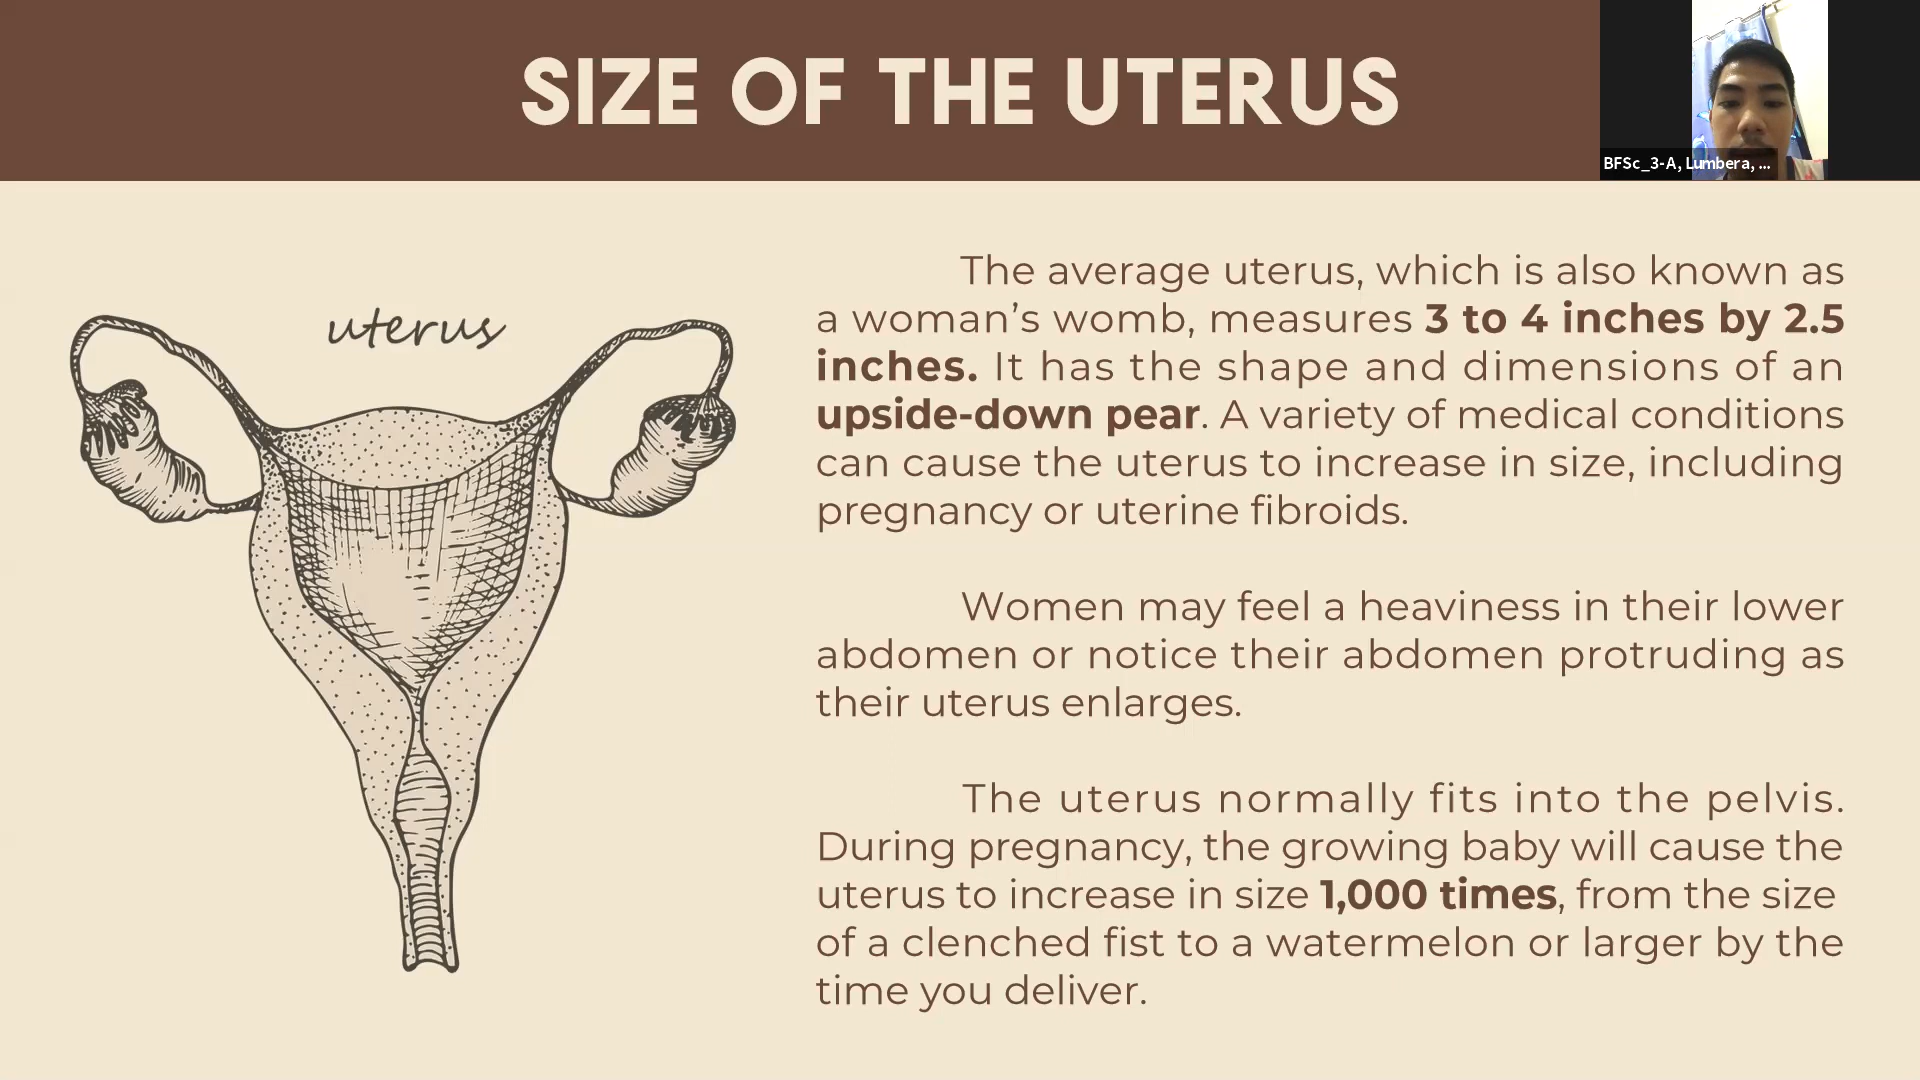 SIZE OF THE UTERUS
BFSc_3-A, Lumbera, ...
uterus
The average uterus, which is also known as
a woman’s womb, measures 3 to 4 inches by 2.5
inches. It has the shape and dimensions of an
upside-down pear. A variety of medical conditions
can cause the uterus to increase in size, including
pregnancy or uterine fibroids.
Women may feel a heaviness in their lower
abdomen or notice their abdomen protruding as
their uterus enlarges.
The uterus normally fits into the pelvis.
During pregnancy, the growing baby will cause the
uterus to increase in size 1,000 times, from the size
of a clenched fist to a watermelon or larger by the
time you deliver.